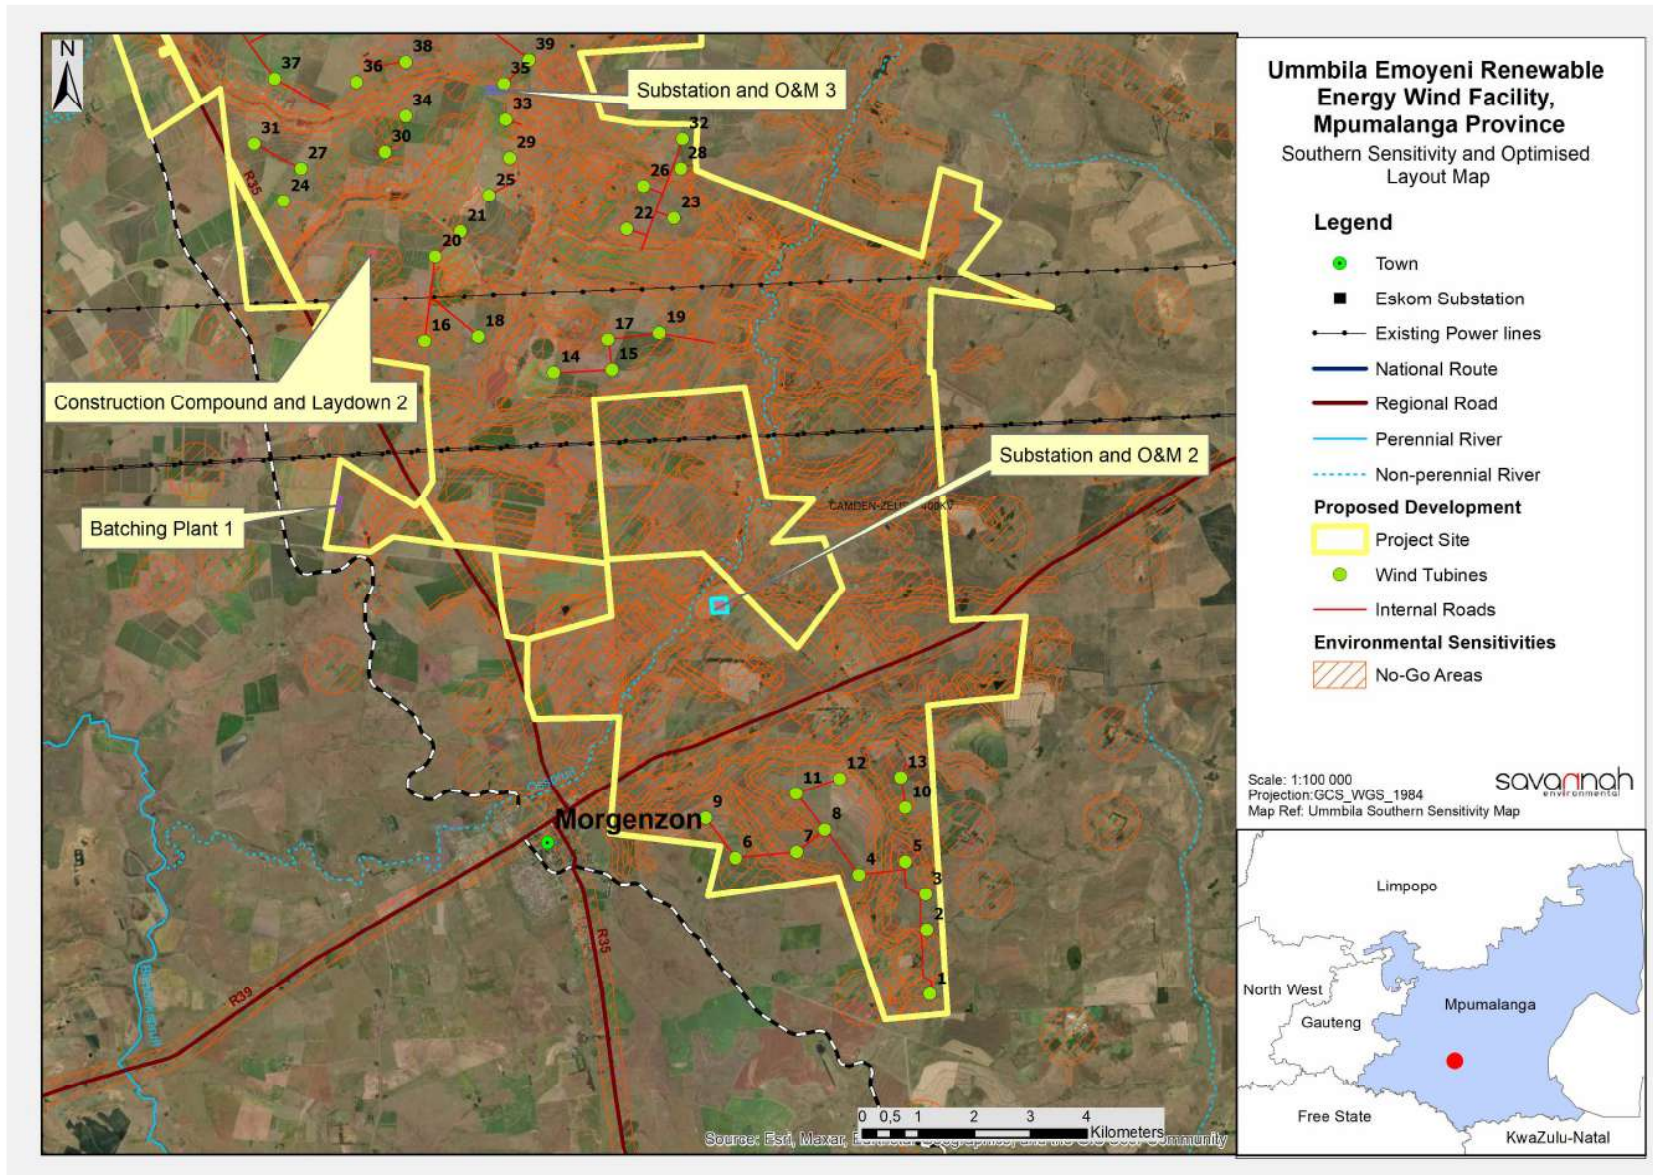 N
37
36
38
39
35
34
33
31
30
27
24
29
25
21
20
32
28
26
22
23
16
18
17
19
14
15
R35
Substation and O&M 3
Construction Compound and Laydown 2
Batching Plant 1
Substation and O&M 2
Morgenzon
9
6
11
12
8
7
13
10
4
5
3
2
1
R39
R35
0 0,5 1 2 3 4
Kilometers
Ummbila Emoyeni Renewable
Energy Wind Facility,
Mpumalanga Province
Southern Sensitivity and Optimised
Layout Map
Legend
Town
Eskom Substation
Existing Power lines
National Route
Regional Road
Perennial River
Non-perennial River
Proposed Development
Project Site
Wind Tubines
Internal Roads
Environmental Sensitivities
No-Go Areas
Scale: 1:100 000
Projection:GCS_WGS_1984
Map Ref: Ummbila Southern Sensitivity Map
savannah
environmental
Limpopo
North West
Gauteng
Mpumalanga
Free State
KwaZulu-Natal
Source: Esri, Maxar,
Community